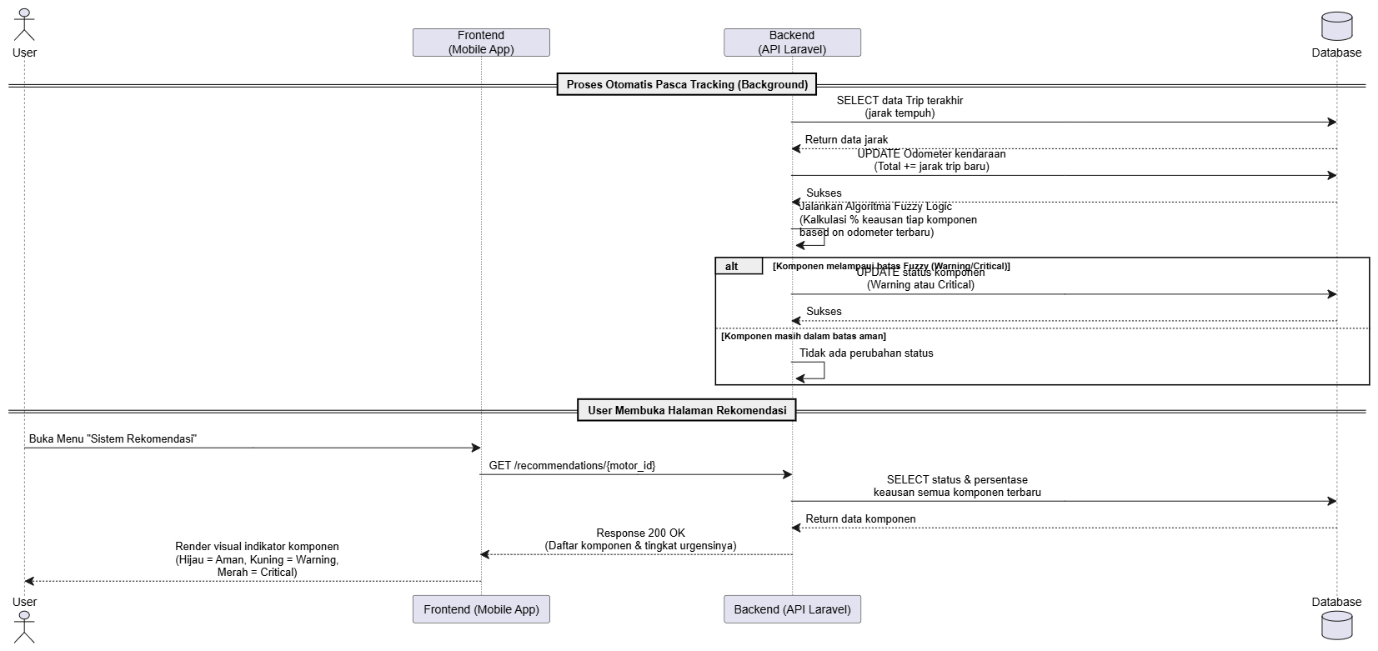 User
Frontend
(Mobile App)
Backend
(API Laravel)
Database
Proses Otomatis Pasca Tracking (Background)
SELECT data Trip terakhir
(jarak tempuh)
Return data jarak
UPDATE Odometer kendaraan
(Total += jarak trip baru)
Sukses
Jalankan Algoritma Fuzzy Logic
(Kalkulasi % keausan tiap komponen
based on odometer terbaru)
alt
[Komponen melampaui batas Fuzzy (Warning/Critical)]
UPDATE status komponen
(Warning atau Critical)
Sukses
[Komponen masih dalam batas aman]
Tidak ada perubahan status
User Membuka Halaman Rekomendasi
Buka Menu "Sistem Rekomendasi"
GET /recommendations/{motor_id}
SELECT status & persentase
keausan semua komponen terbaru
Return data komponen
Response 200 OK
(Daftar komponen & tingkat urgensinya)
Render visual indikator komponen
(Hijau = Aman, Kuning = Warning,
Merah = Critical)
User
Frontend (Mobile App)
Backend (API Laravel)
Database